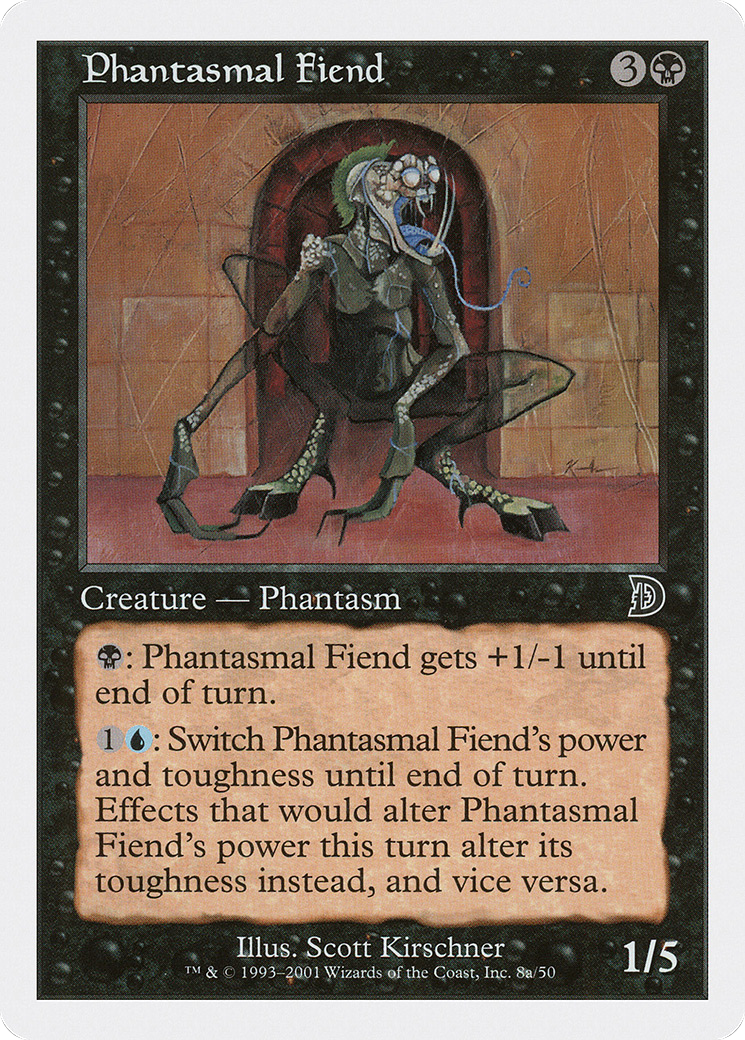 Phantasmal Fiend 3
Creature — Phantasm
: Phantasmal Fiend gets +1/-1 until
end of turn.
1: Switch Phantasmal Fiend's power
and toughness until end of turn.
Effects that would alter Phantasmal
Fiend's power this turn alter its
toughness instead, and vice versa.
Illus. Scott Kirschner
™ & © 1993–2001 Wizards of the Coast, Inc. 8a/50
1/5